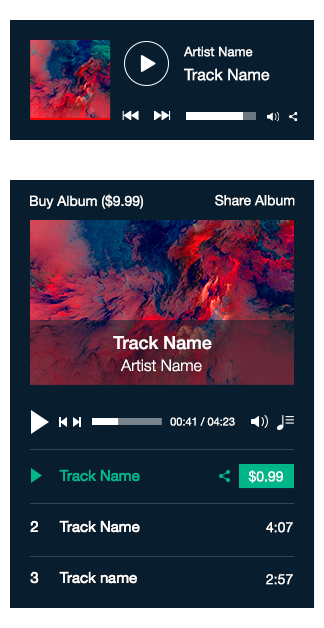 Artist Name
Track Name
Buy Album ($9.99) Share Album
Track Name
Artist Name
00:41 / 04:23
Track Name $0.99
2 Track Name 4:07
3 Track name 2:57